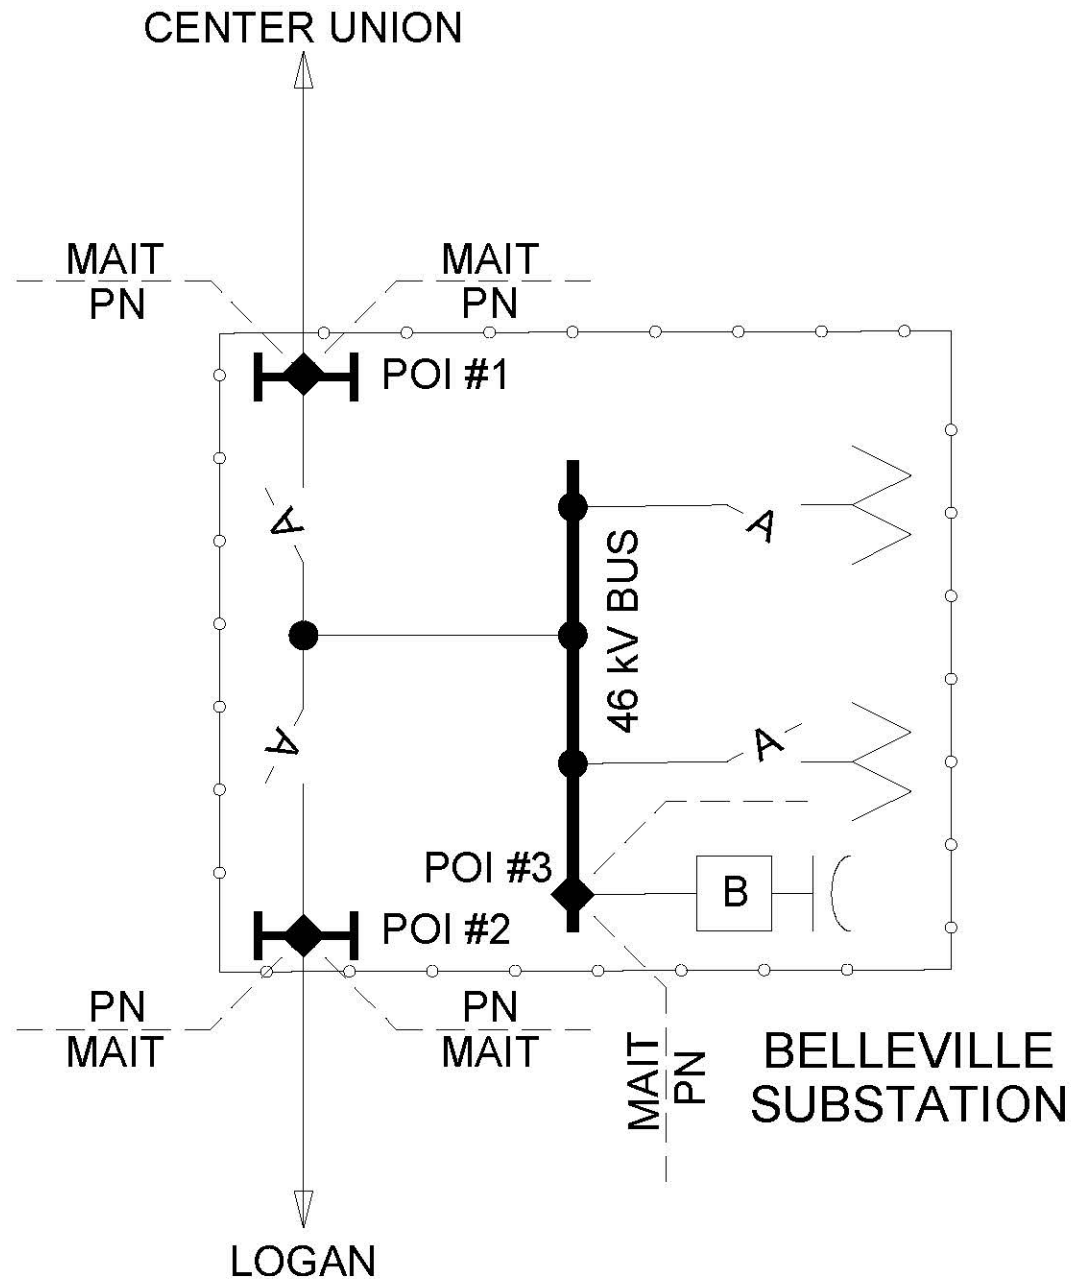 CENTER UNION
MAIT
PN
MAIT
PN
POI #1
A
A
46 kV BUS
A
A
POI #3
B
POI #2
PN
MAIT
PN
MAIT
MAIT
PN
BELLEVILLE
SUBSTATION
LOGAN